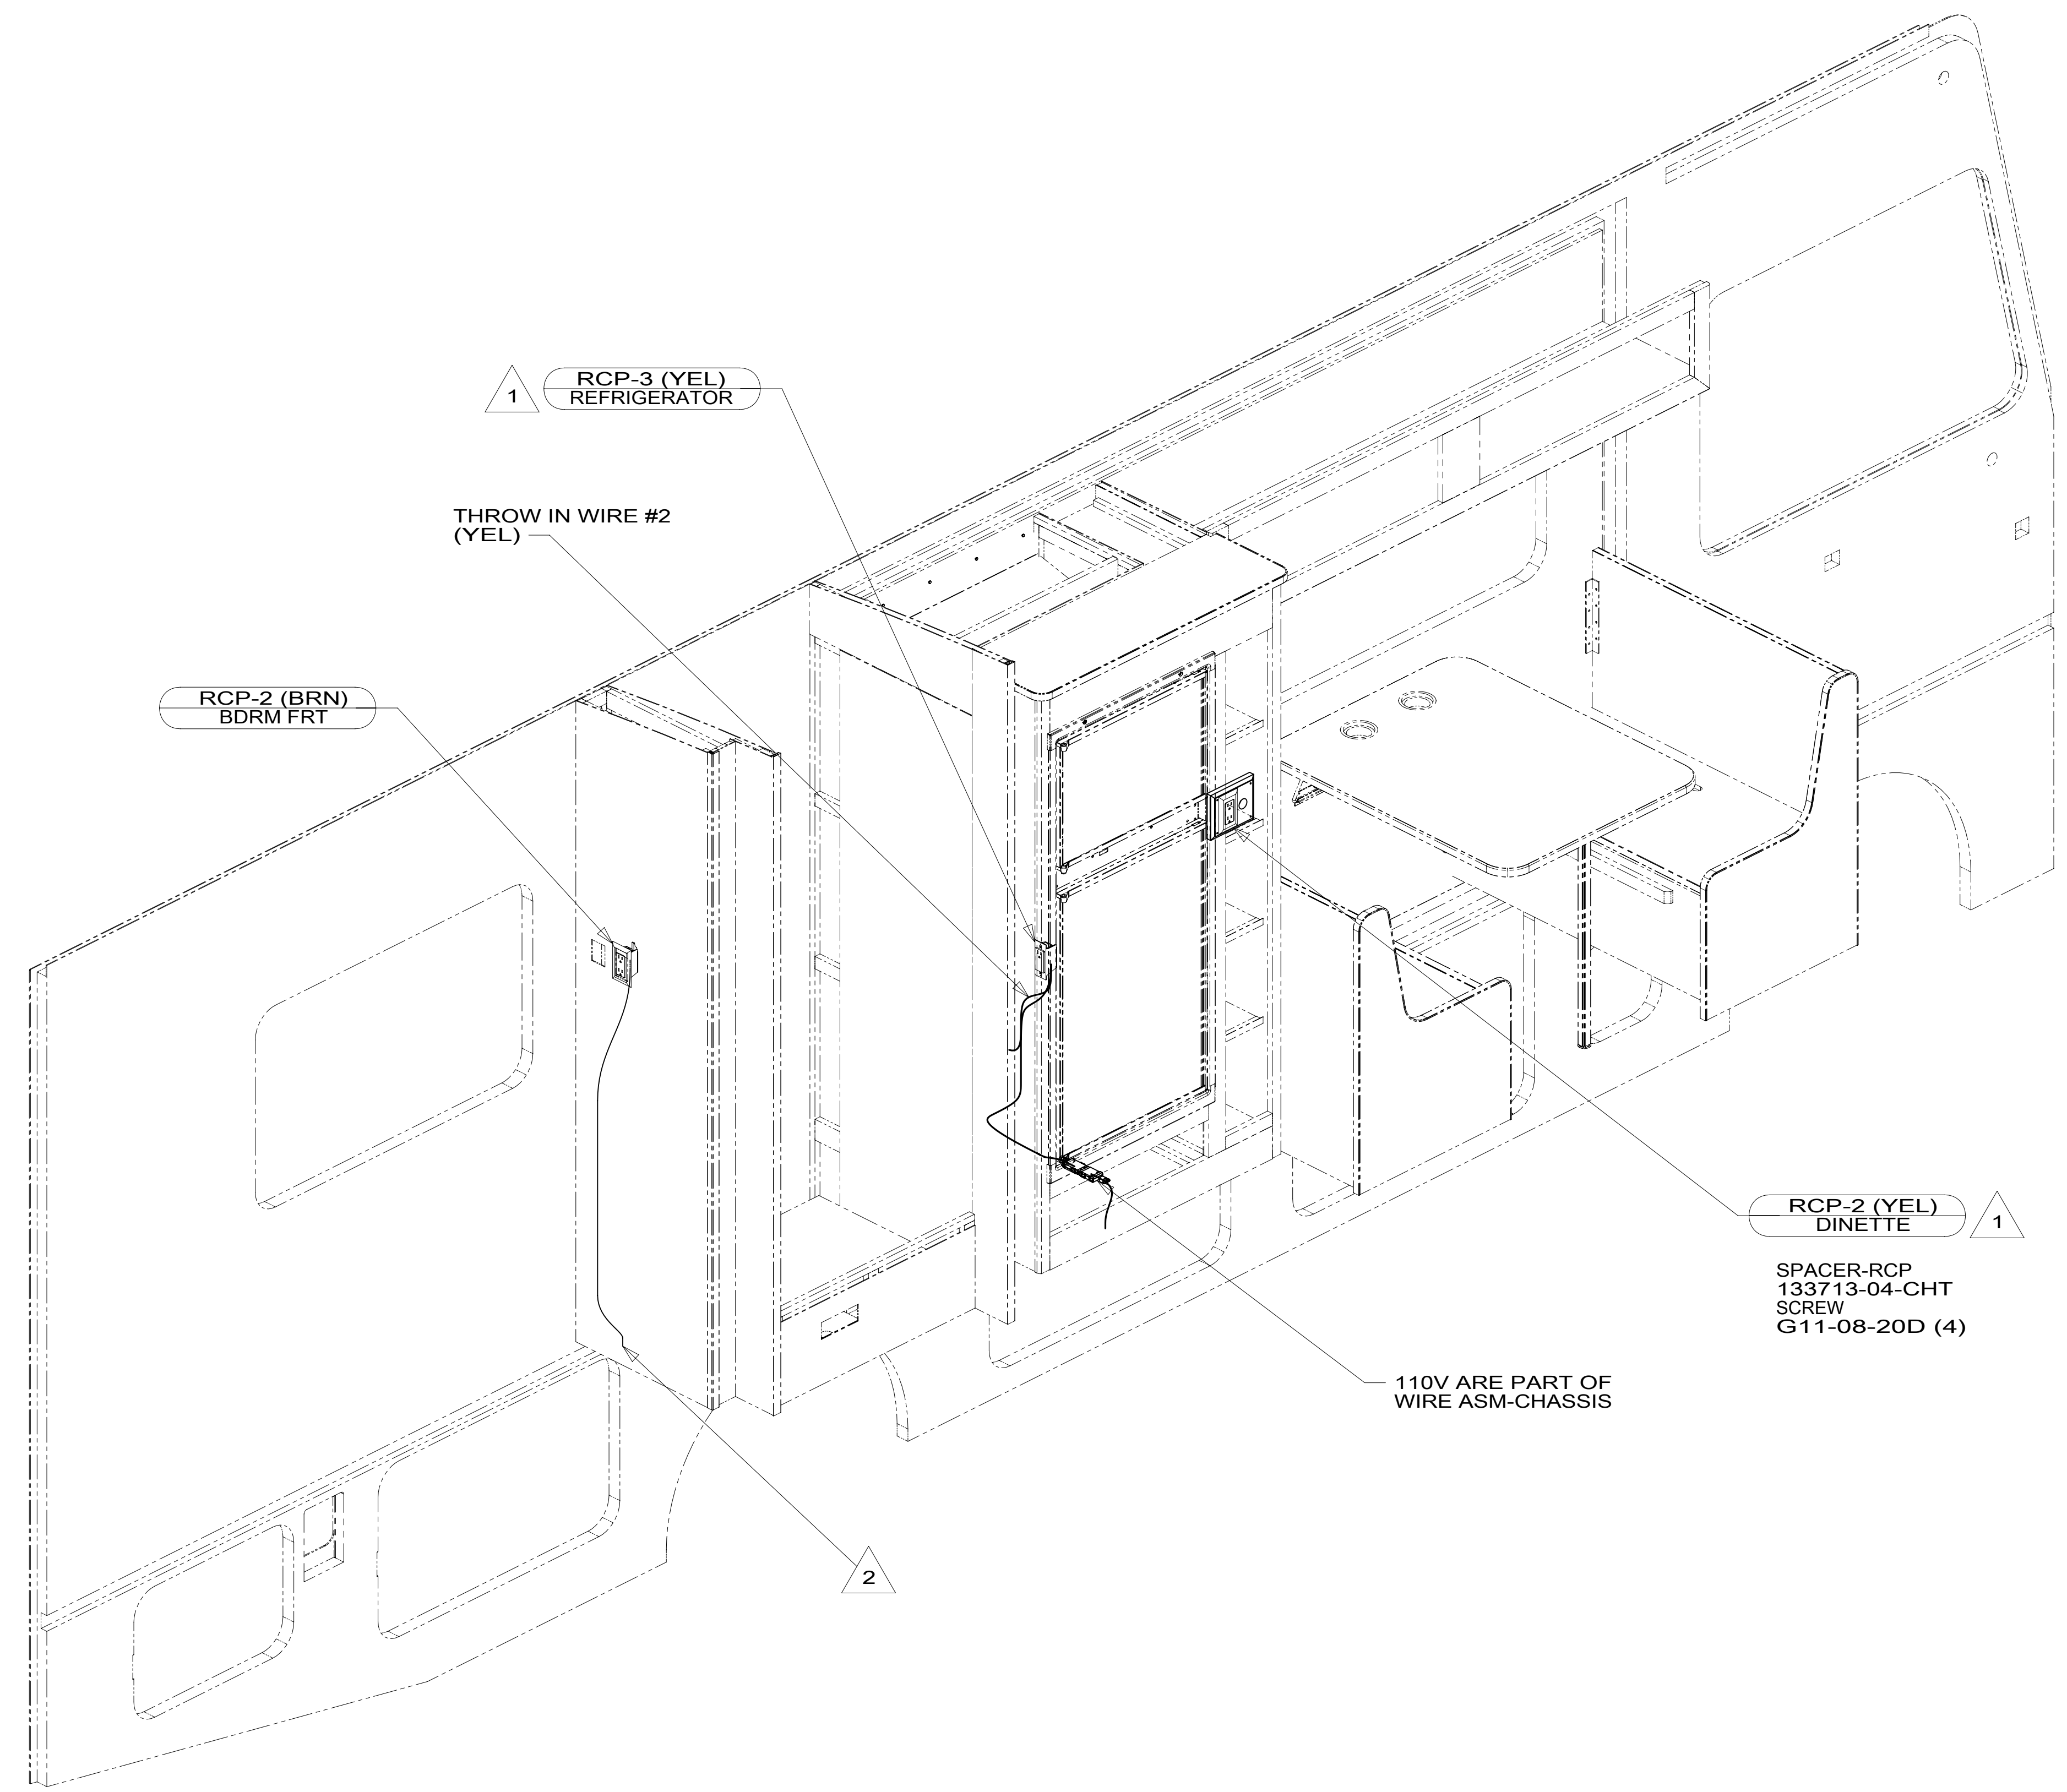 1
RCP-3 (YEL)
REFRIGERATOR
THROW IN WIRE #2
(YEL)
RCP-2 (BRN)
BDRM FRT
RCP-2 (YEL)
DINETTE
1
SPACER-RCP
133713-04-CHT
SCREW
G11-08-20D (4)
110V ARE PART OF
WIRE ASM-CHASSIS
2